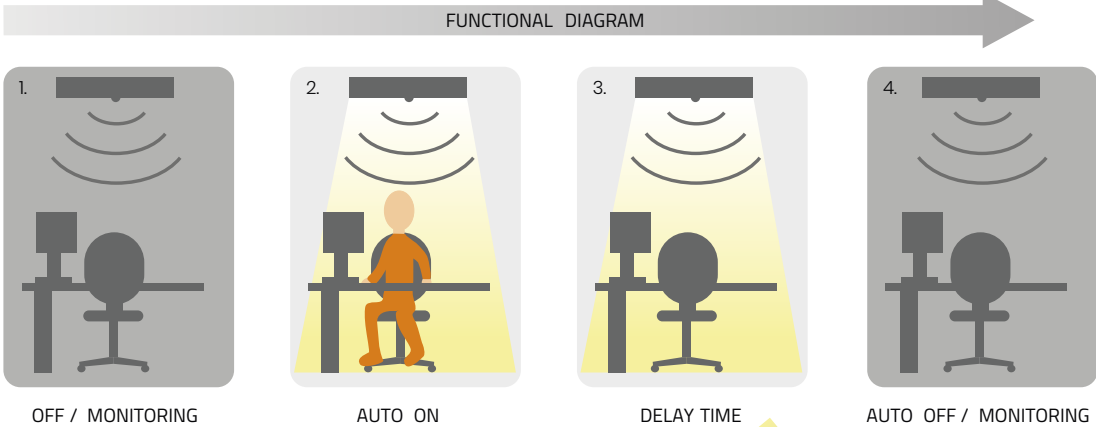 FUNCTIONAL DIAGRAM
1.
2.
3.
4.
OFF / MONITORING
AUTO ON
DELAY TIME
AUTO OFF / MONITORING